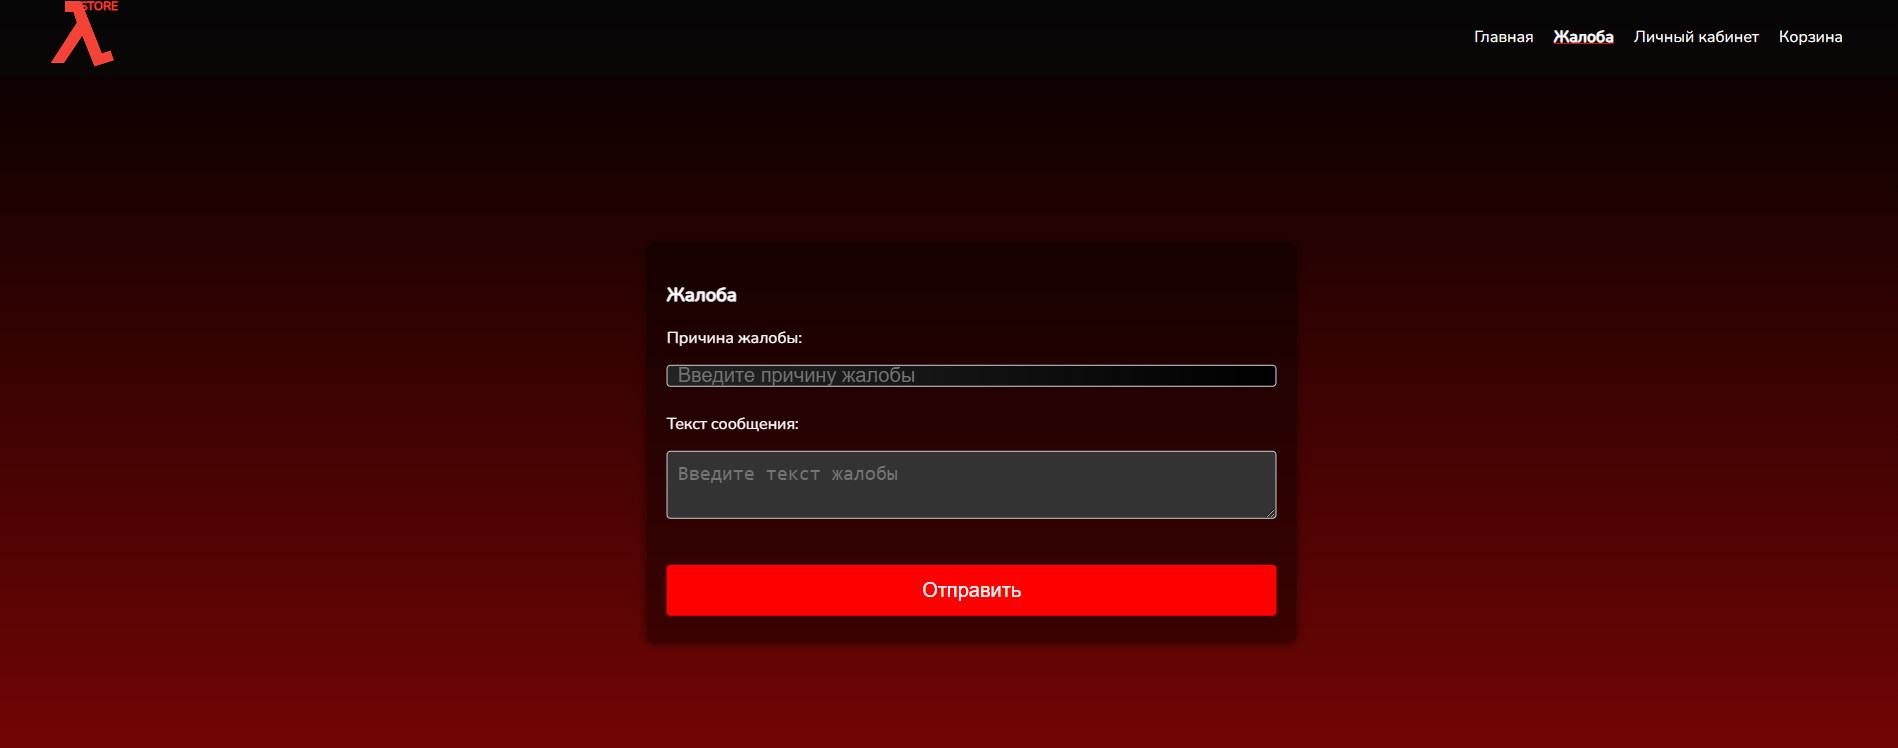 STORE
Главная Жалоба Личный кабинет Корзина
Жалоба
Причина жалобы:
Введите причину жалобы
Текст сообщения:
Введите текст жалобы
Отправить